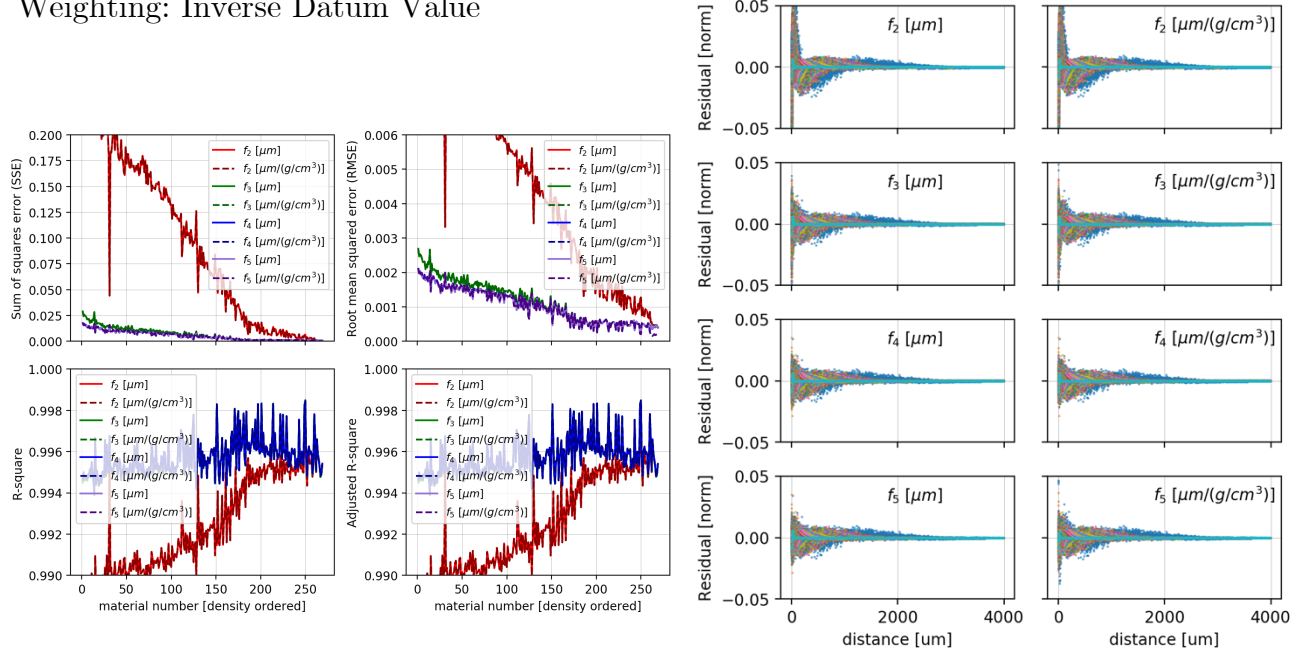 Weighting: Inverse Datum Value
Sum of squares error (SSE)
0.200
0.175
0.150
0.125
0.100
0.075
0.050
0.025
0.000
f2 [μm]
f2 [μm/(g/cm³)]
f3 [μm]
f3 [μm/(g/cm³)]
f4 [μm]
f4 [μm/(g/cm³)]
f5 [μm]
f5 [μm/(g/cm³)]
Root mean squared error (RMSE)
0.006
0.005
0.004
0.003
0.002
0.001
0.000
f2 [μm]
f2 [μm/(g/cm³)]
f3 [μm]
f3 [μm/(g/cm³)]
f4 [μm]
f4 [μm/(g/cm³)]
f5 [μm]
f5 [μm/(g/cm³)]
R-square
1.000
0.998
0.996
0.994
0.992
0.990
f2 [μm]
f2 [μm/(g/cm³)]
f3 [μm]
f3 [μm/(g/cm³)]
f4 [μm]
f4 [μm/(g/cm³)]
f5 [μm]
f5 [μm/(g/cm³)]
0 50 100 150 200 250
material number [density ordered]
Adjusted R-square
1.000
0.998
0.996
0.994
0.992
0.990
f2 [μm]
f2 [μm/(g/cm³)]
f3 [μm]
f3 [μm/(g/cm³)]
f4 [μm]
f4 [μm/(g/cm³)]
f5 [μm]
f5 [μm/(g/cm³)]
0 50 100 150 200 250
material number [density ordered]
Residual [norm]
0.05
0.00
−0.05
f2 [μm]
f2 [μm/(g/cm³)]
Residual [norm]
0.05
0.00
−0.05
f3 [μm]
f3 [μm/(g/cm³)]
Residual [norm]
0.05
0.00
−0.05
f4 [μm]
f4 [μm/(g/cm³)]
Residual [norm]
0.05
0.00
−0.05
f5 [μm]
f5 [μm/(g/cm³)]
0 2000 4000
distance [um]
0 2000 4000
distance [um]